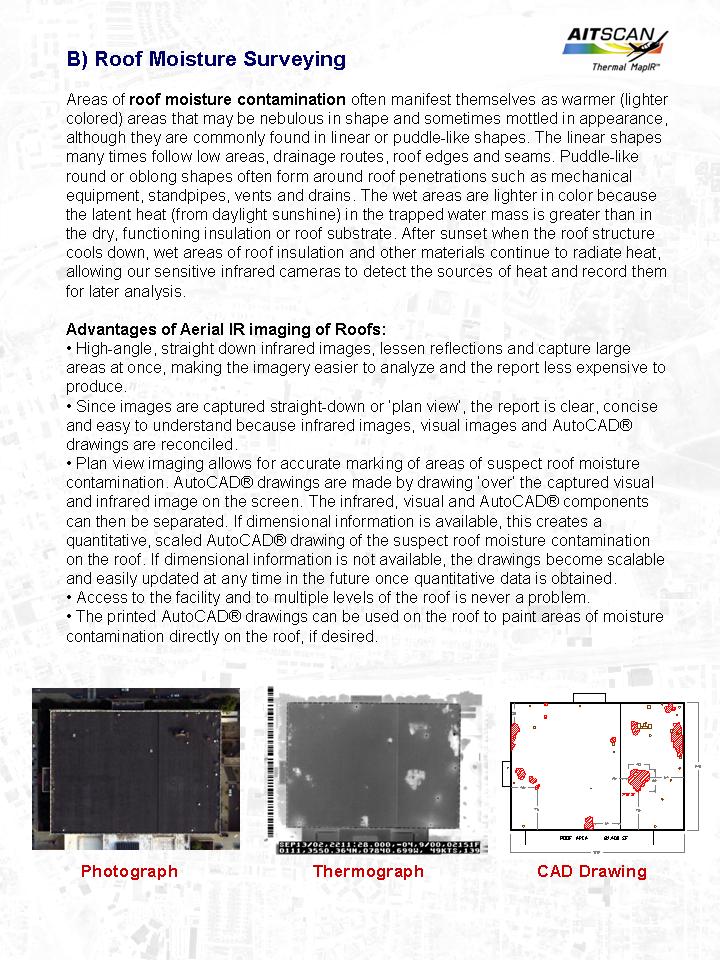 AITSCAN
Thermal MapIR™
B) Roof Moisture Surveying
Areas of roof moisture contamination often manifest themselves as warmer (lighter
colored) areas that may be nebulous in shape and sometimes mottled in appearance,
although they are commonly found in linear or puddle-like shapes. The linear shapes
many times follow low areas, drainage routes, roof edges and seams. Puddle-like
round or oblong shapes often form around roof penetrations such as mechanical
equipment, standpipes, vents and drains. The wet areas are lighter in color because
the latent heat (from daylight sunshine) in the trapped water mass is greater than in
the dry, functioning insulation or roof substrate. After sunset when the roof structure
cools down, wet areas of roof insulation and other materials continue to radiate heat,
allowing our sensitive infrared cameras to detect the sources of heat and record them
for later analysis.
Advantages of Aerial IR imaging of Roofs:
• High-angle, straight down infrared images, lessen reflections and capture large
areas at once, making the imagery easier to analyze and the report less expensive to
produce.
• Since images are captured straight-down or ‘plan view’, the report is clear, concise
and easy to understand because infrared images, visual images and AutoCAD®
drawings are reconciled.
• Plan view imaging allows for accurate marking of areas of suspect roof moisture
contamination. AutoCAD® drawings are made by drawing ‘over’ the captured visual
and infrared image on the screen. The infrared, visual and AutoCAD® components
can then be separated. If dimensional information is available, this creates a
quantitative, scaled AutoCAD® drawing of the suspect roof moisture contamination
on the roof. If dimensional information is not available, the drawings become scalable
and easily updated at any time in the future once quantitative data is obtained.
• Access to the facility and to multiple levels of the roof is never a problem.
• The printed AutoCAD® drawings can be used on the roof to paint areas of moisture
contamination directly on the roof, if desired.
SEP13/02,2211:28.000,-04,9/00,02151F
0111,3550.364N,07840.699W, 49KTS,139
ROOF AREA
Photograph
Thermograph
CAD Drawing